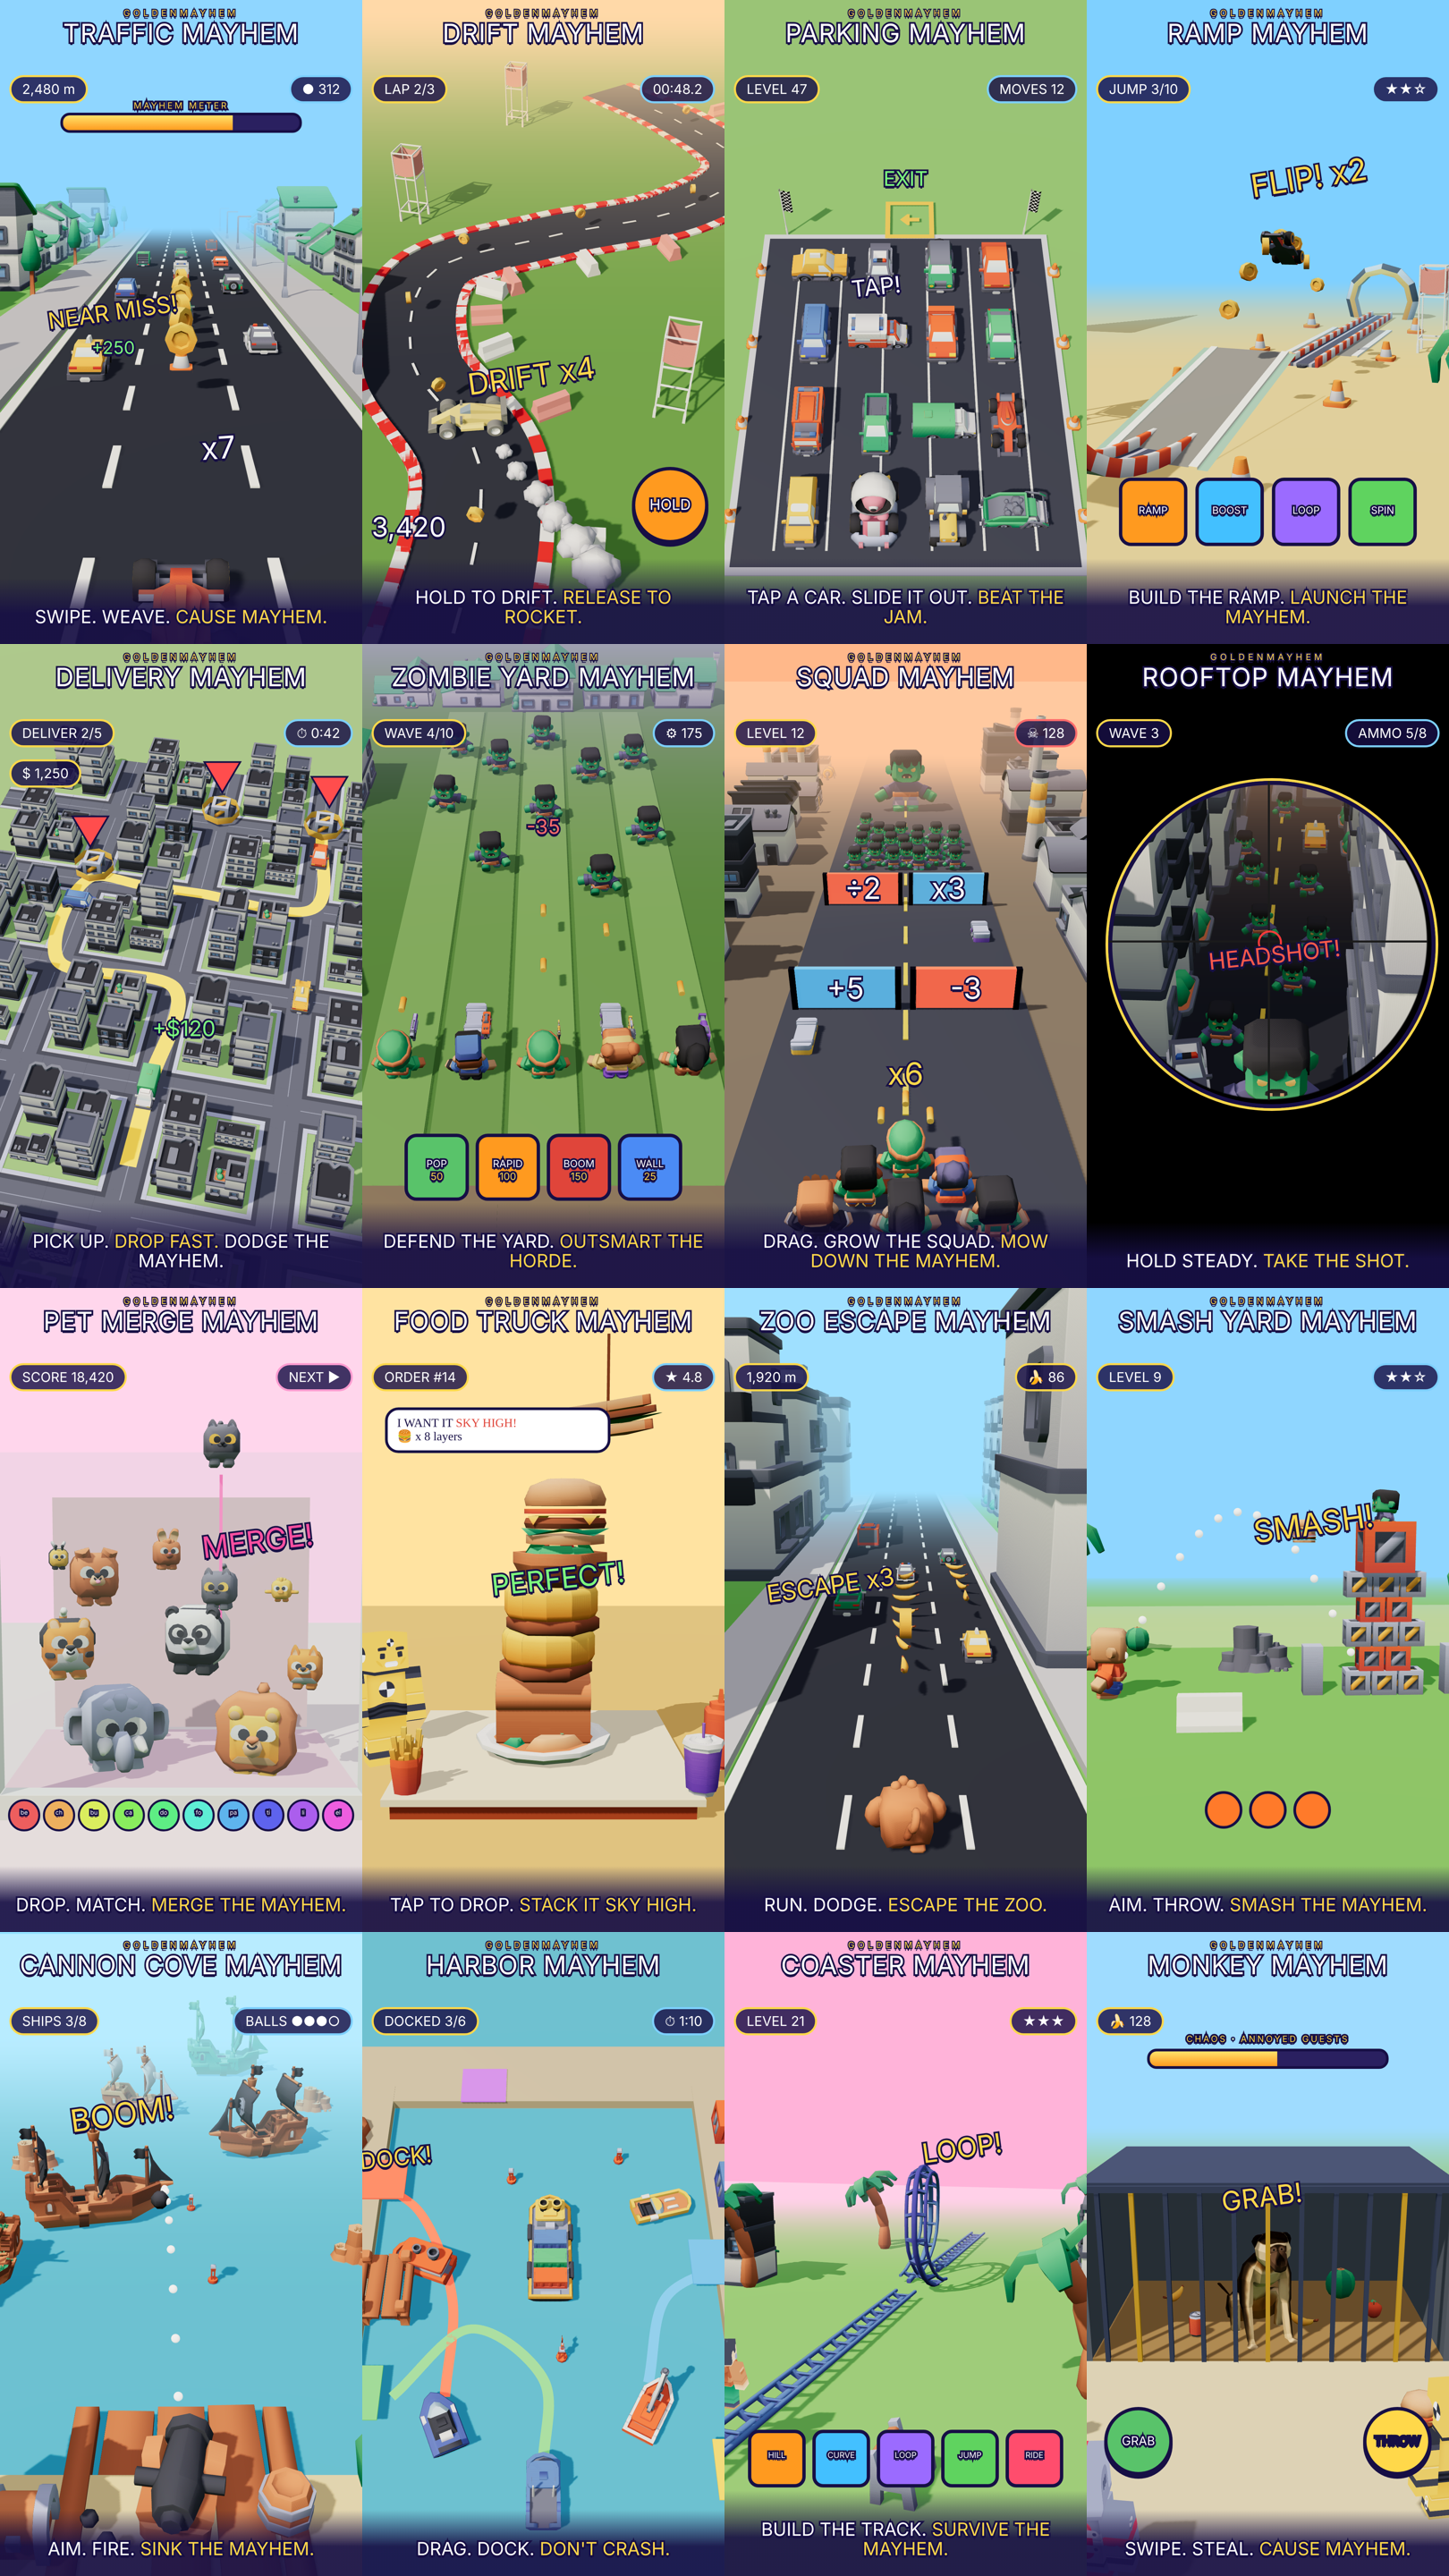 GOLDENMAYHEM
TRAFFIC MAYHEM
2,480 m
● 312
MAYHEM METER
NEAR MISS!
+250
x7
SWIPE. WEAVE. CAUSE MAYHEM.
GOLDENMAYHEM
DRIFT MAYHEM
LAP 2/3
00:48.2
DRIFT x4
HOLD
3,420
HOLD TO DRIFT. RELEASE TO
ROCKET.
GOLDENMAYHEM
PARKING MAYHEM
LEVEL 47
MOVES 12
EXIT
←
TAP!
TAP A CAR. SLIDE IT OUT. BEAT THE
JAM.
GOLDENMAYHEM
RAMP MAYHEM
JUMP 3/10
★★☆
FLIP! x2
RAMP
BOOST
LOOP
SPIN
BUILD THE RAMP. LAUNCH THE
MAYHEM.
GOLDENMAYHEM
DELIVERY MAYHEM
DELIVER 2/5
⏱ 0:42
$ 1,250
+$120
PICK UP. DROP FAST. DODGE THE
MAYHEM.
GOLDENMAYHEM
ZOMBIE YARD MAYHEM
WAVE 4/10
⚙ 175
-35
POP
50
RAPID
100
BOOM
150
WALL
25
DEFEND THE YARD. OUTSMART THE
HORDE.
GOLDENMAYHEM
SQUAD MAYHEM
LEVEL 12
☠ 128
÷2
x3
+5
-3
x6
DRAG. GROW THE SQUAD. MOW
DOWN THE MAYHEM.
GOLDENMAYHEM
ROOFTOP MAYHEM
WAVE 3
AMMO 5/8
HEADSHOT!
HOLD STEADY. TAKE THE SHOT.
GOLDENMAYHEM
PET MERGE MAYHEM
SCORE 18,420
NEXT ▶
MERGE!
be
ch
bu
ca
do
fo
pa
ti
li
el
DROP. MATCH. MERGE THE MAYHEM.
GOLDENMAYHEM
FOOD TRUCK MAYHEM
ORDER #14
★ 4.8
I WANT IT SKY HIGH!
🍔 x 8 layers
PERFECT!
TAP TO DROP. STACK IT SKY HIGH.
GOLDENMAYHEM
ZOO ESCAPE MAYHEM
1,920 m
🍌 86
ESCAPE x3
RUN. DODGE. ESCAPE THE ZOO.
GOLDENMAYHEM
SMASH YARD MAYHEM
LEVEL 9
★★☆
SMASH!
AIM. THROW. SMASH THE MAYHEM.
GOLDENMAYHEM
CANNON COVE MAYHEM
SHIPS 3/8
BALLS ●●●○
BOOM!
AIM. FIRE. SINK THE MAYHEM.
GOLDENMAYHEM
HARBOR MAYHEM
DOCKED 3/6
⏱ 1:10
DOCK!
DRAG. DOCK. DON'T CRASH.
GOLDENMAYHEM
COASTER MAYHEM
LEVEL 21
★★★
LOOP!
HILL
CURVE
LOOP
JUMP
RIDE
BUILD THE TRACK. SURVIVE THE
MAYHEM.
GOLDENMAYHEM
MONKEY MAYHEM
🍌 128
CHAOS · ANNOYED GUESTS
GRAB!
GRAB
THROW
SWIPE. STEAL. CAUSE MAYHEM.